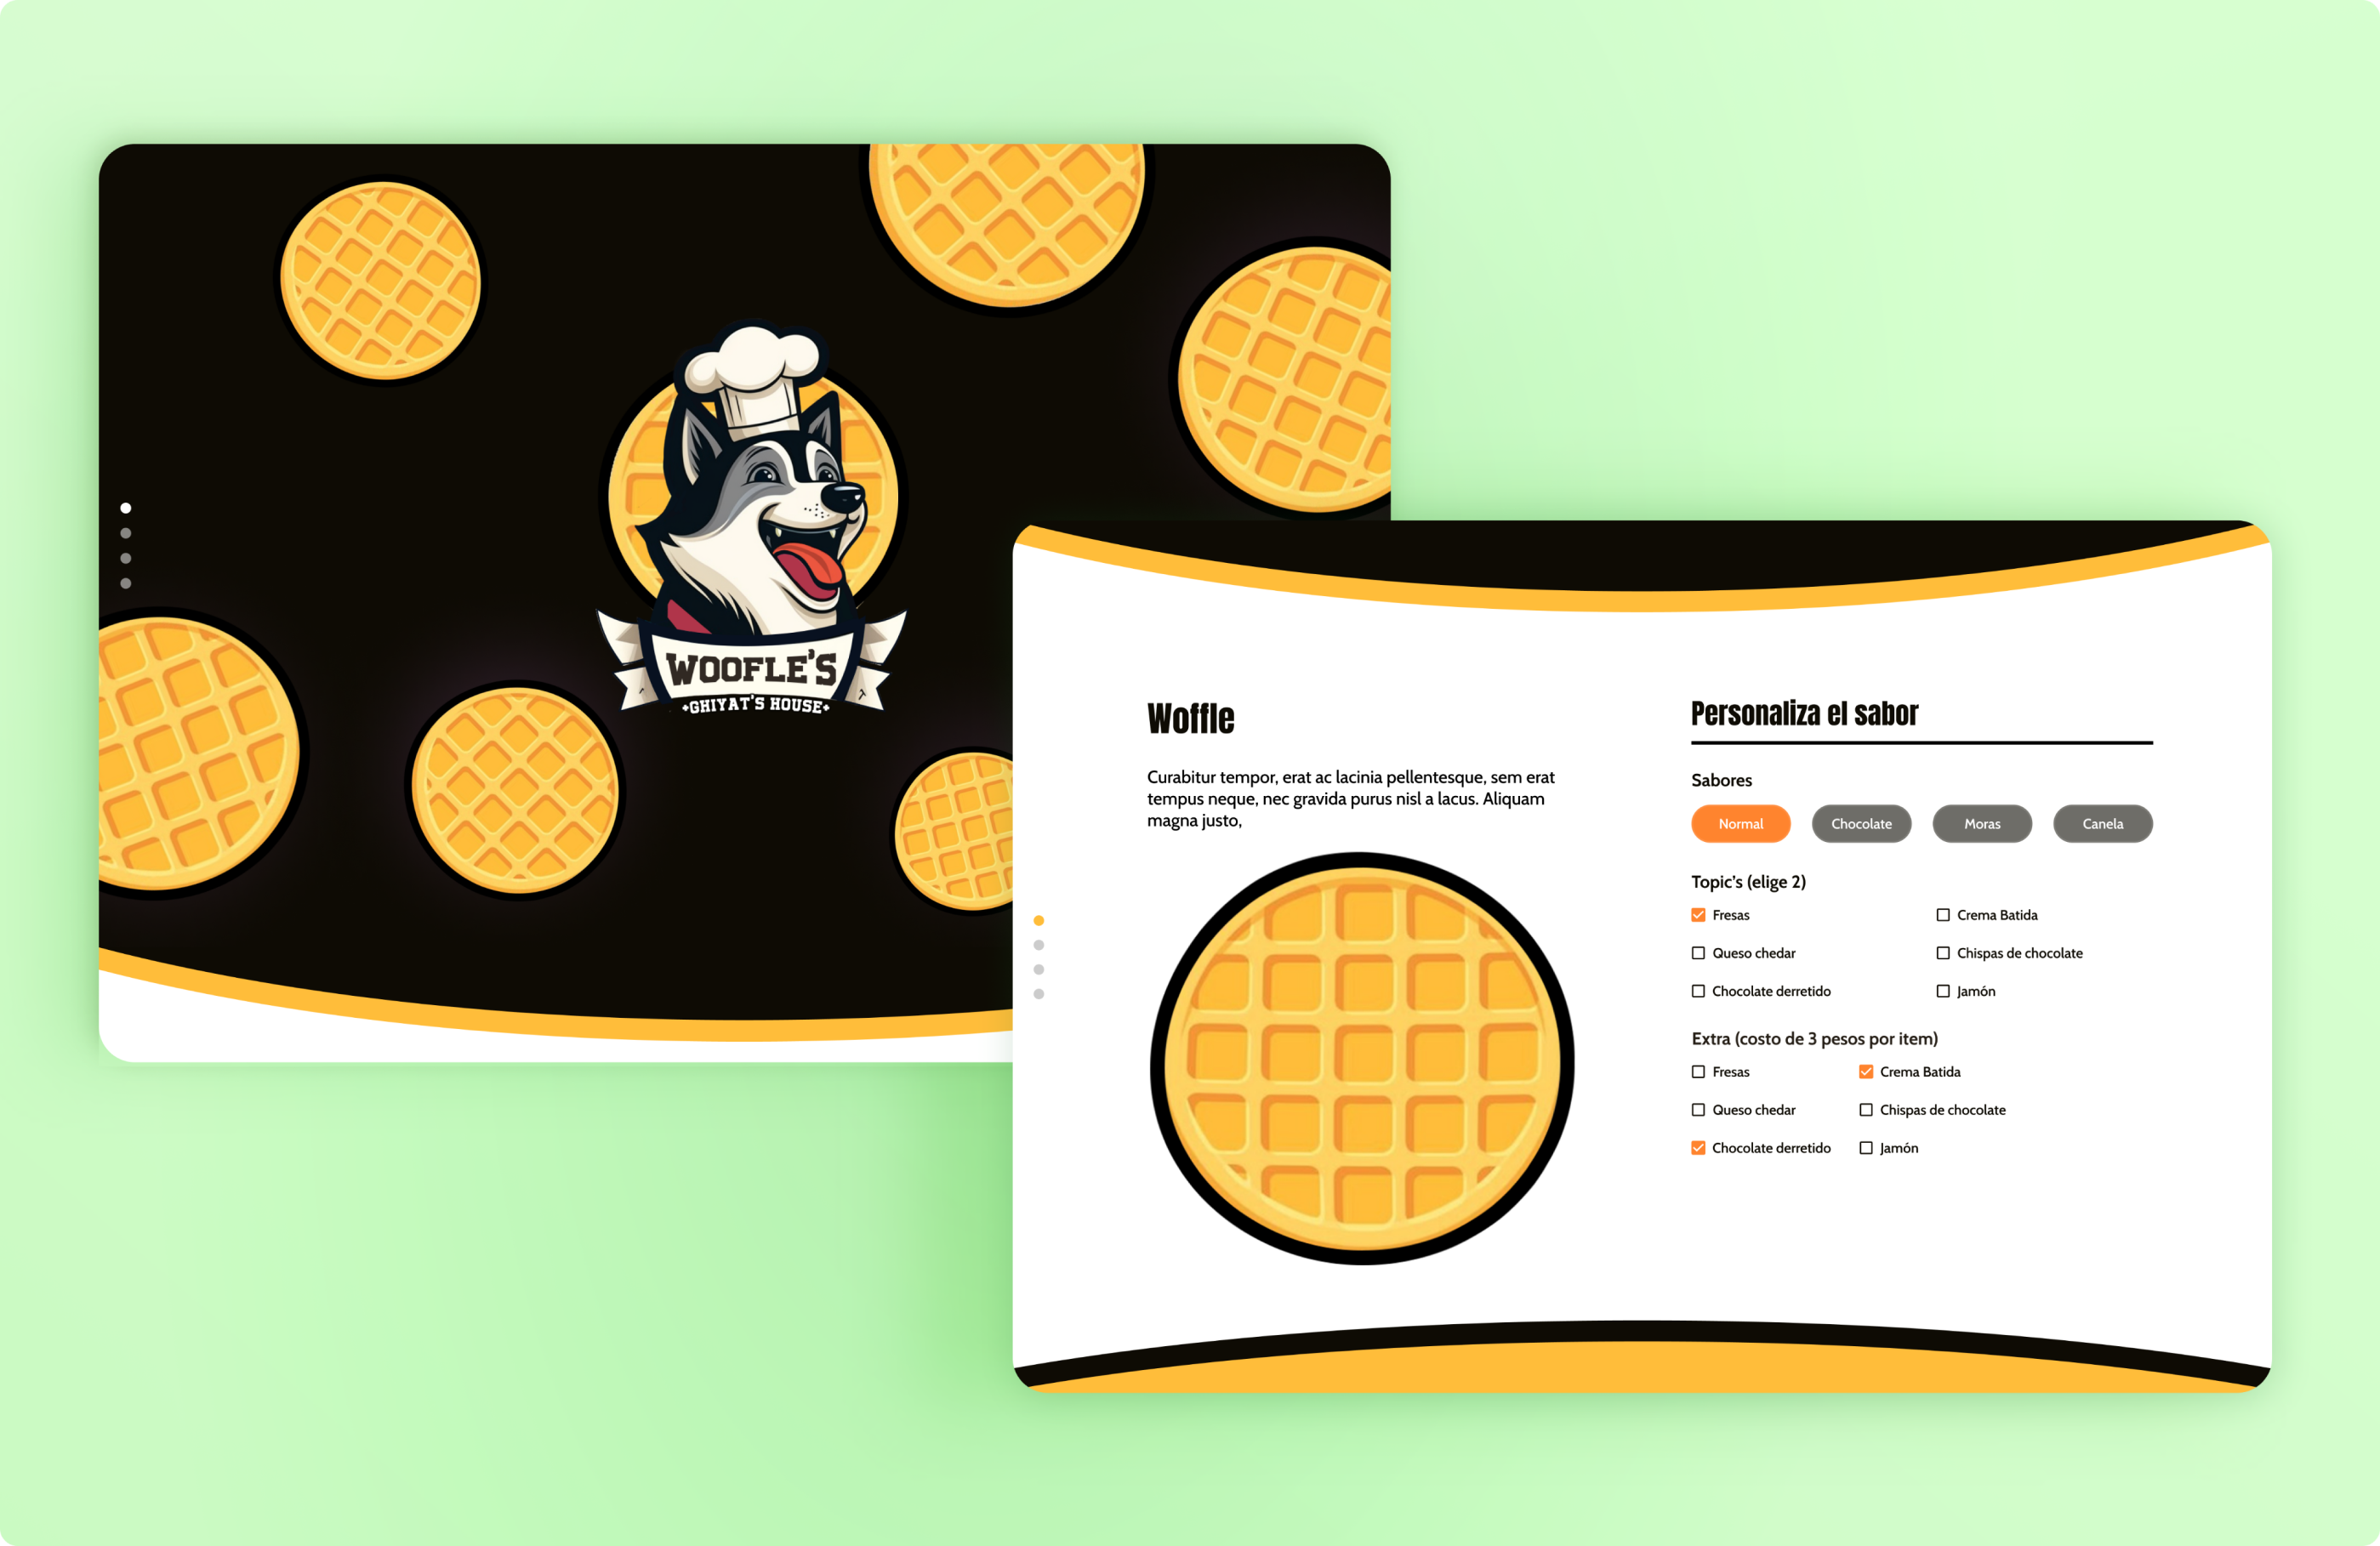 WOOFLE'S
GHIYAT'S HOUSE
Woffle
Curabitur tempor, erat ac lacinia pellentesque, sem erat
tempus neque, nec gravida purus nisl a lacus. Aliquam
magna justo,
Personaliza el sabor
Sabores
Normal Chocolate Moras Canela
Topic's (elige 2)
Fresas Crema Batida
Queso chedar Chispas de chocolate
Chocolate derretido Jamón
Extra (costo de 3 pesos por item)
Fresas Crema Batida
Queso chedar Chispas de chocolate
Chocolate derretido Jamón